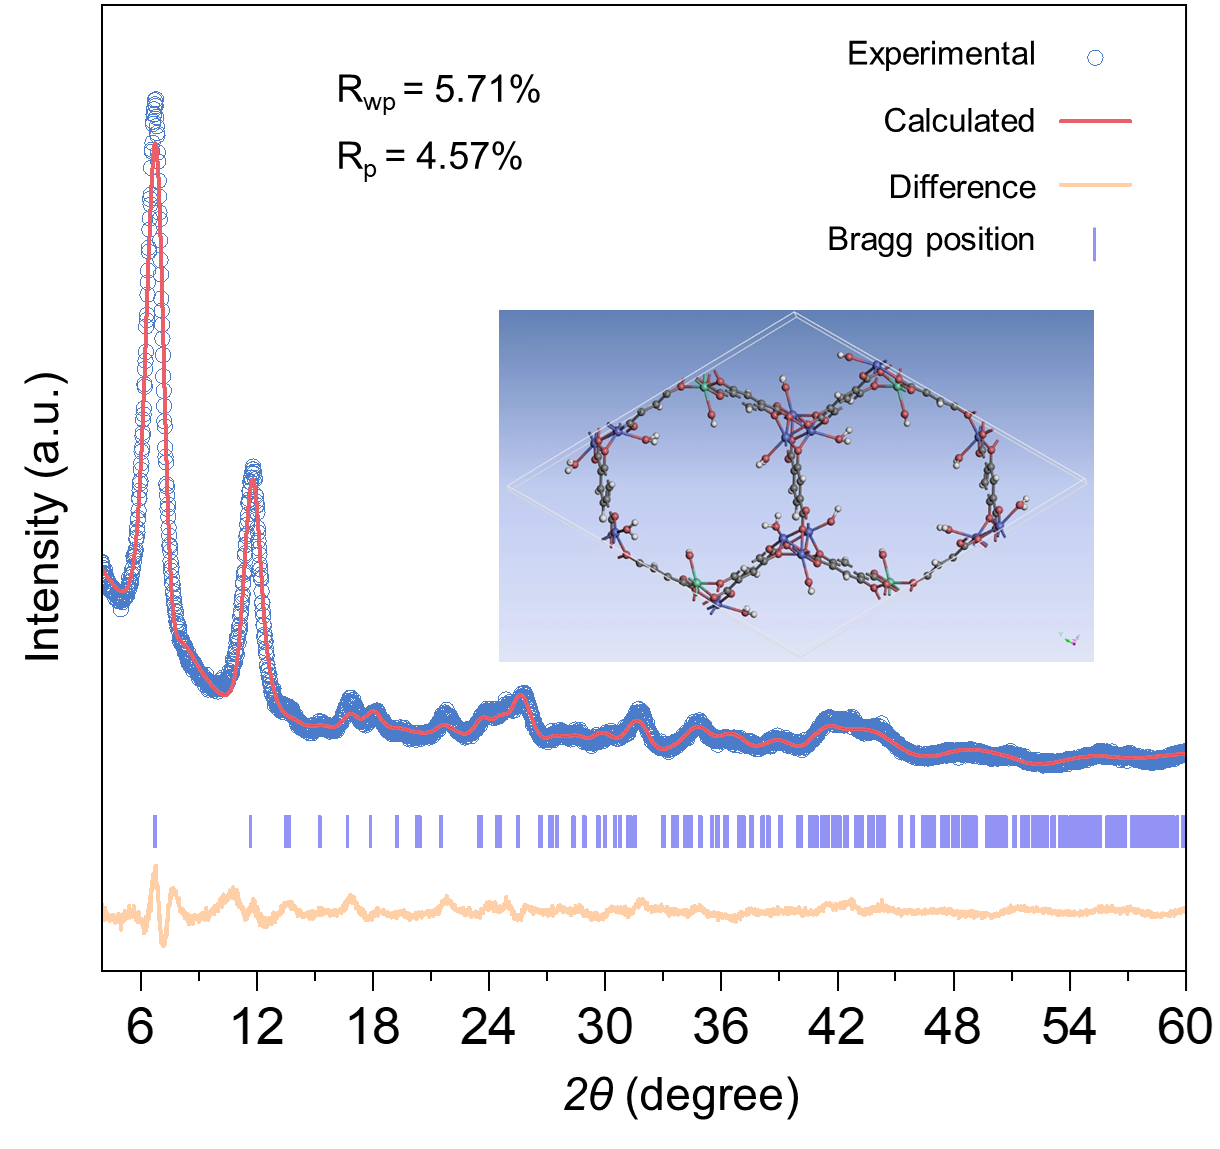 R_wp = 5.71%
R_p = 4.57%
Experimental
Calculated
Difference
Bragg position
Intensity (a.u.)
6 12 18 24 30 36 42 48 54 60
2θ (degree)